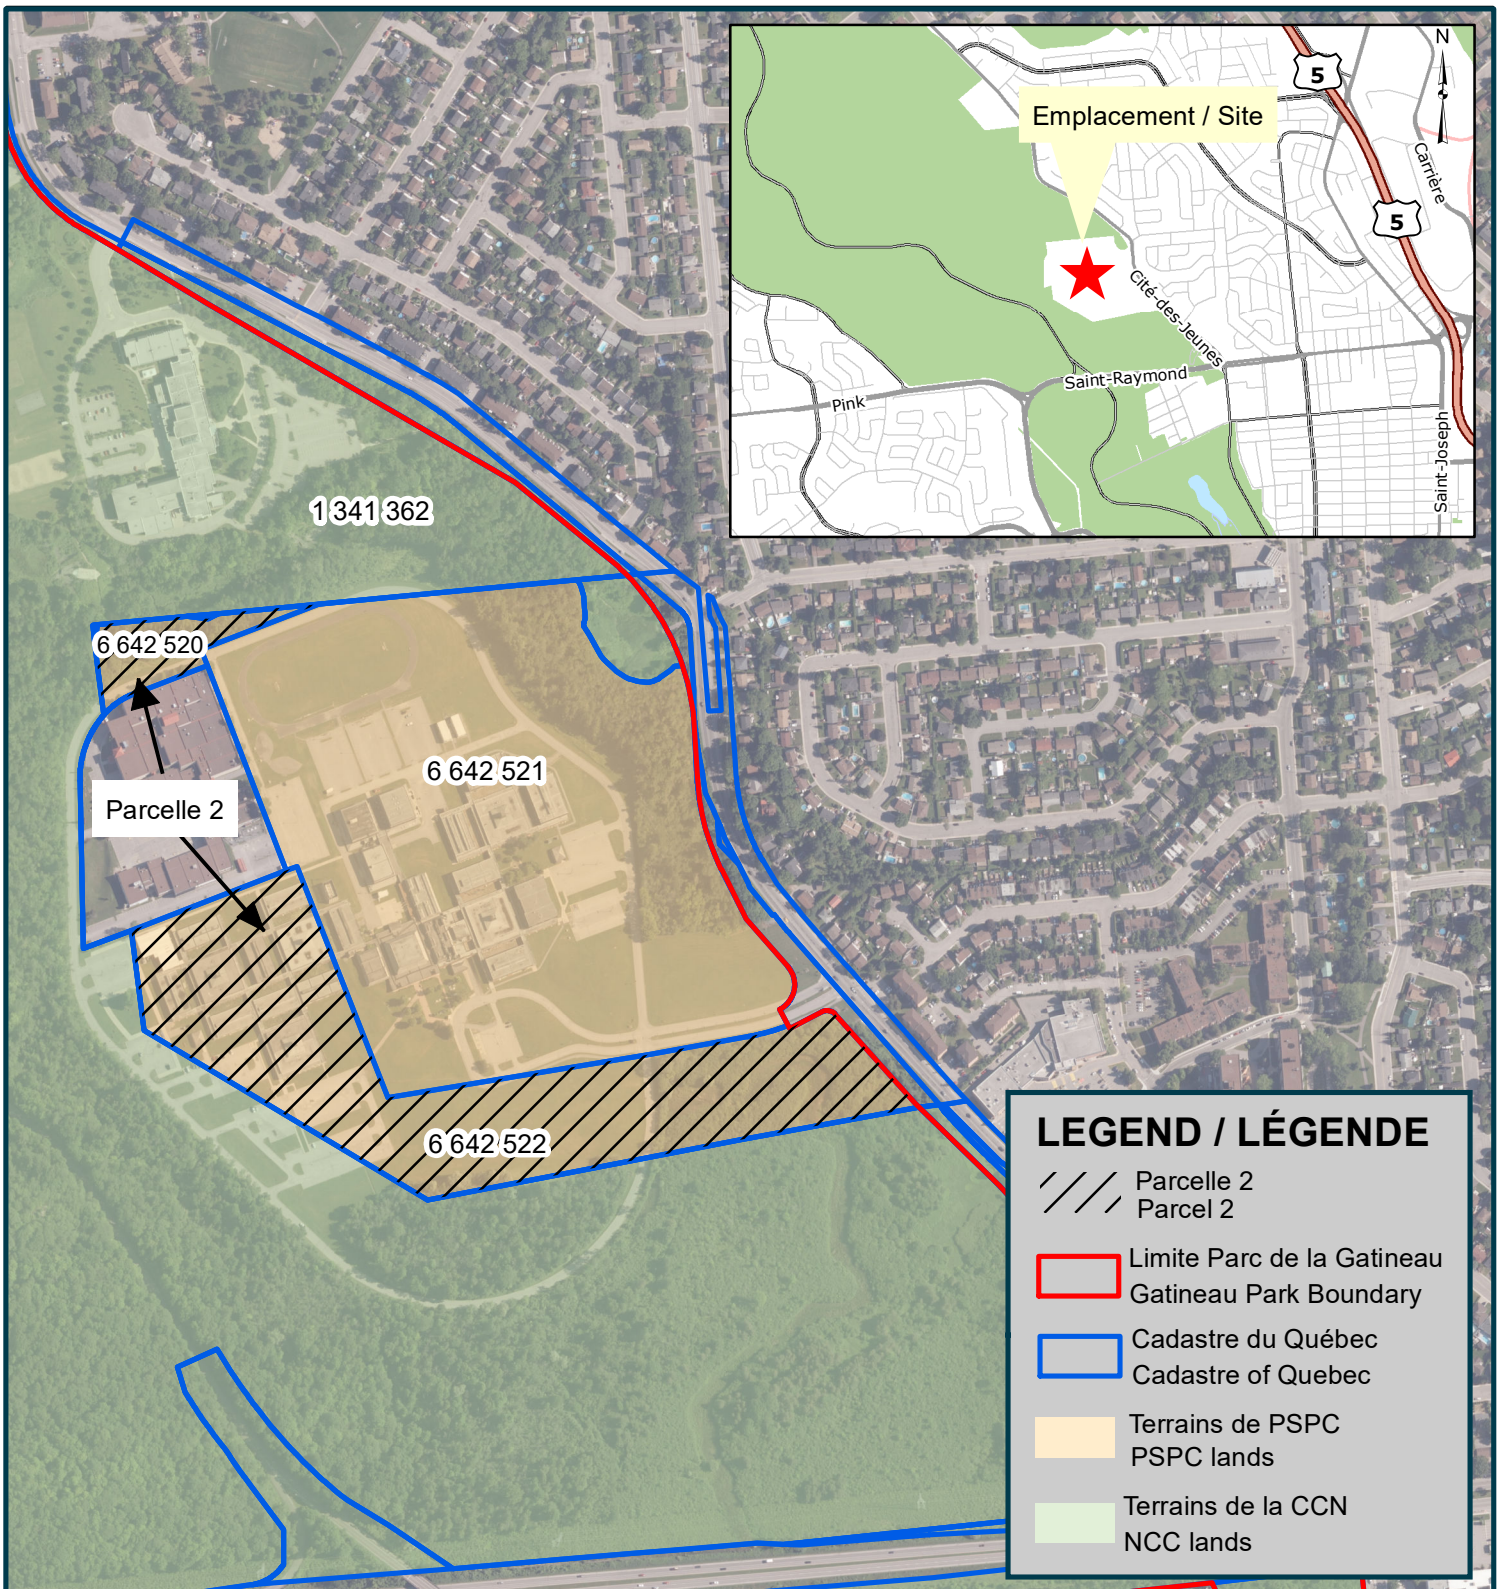 N
5
Emplacement / Site
Carrière
5
Cité-des-Jeunes
Saint-Raymond
Pink
Saint-Joseph
1 341 362
6 642 520
6 642 521
Parcelle 2
6 642 522
LEGEND / LÉGENDE
Parcelle 2
Parcel 2
Limite Parc de la Gatineau
Gatineau Park Boundary
Cadastre du Québec
Cadastre of Quebec
Terrains de PSPC
PSPC lands
Terrains de la CCN
NCC lands